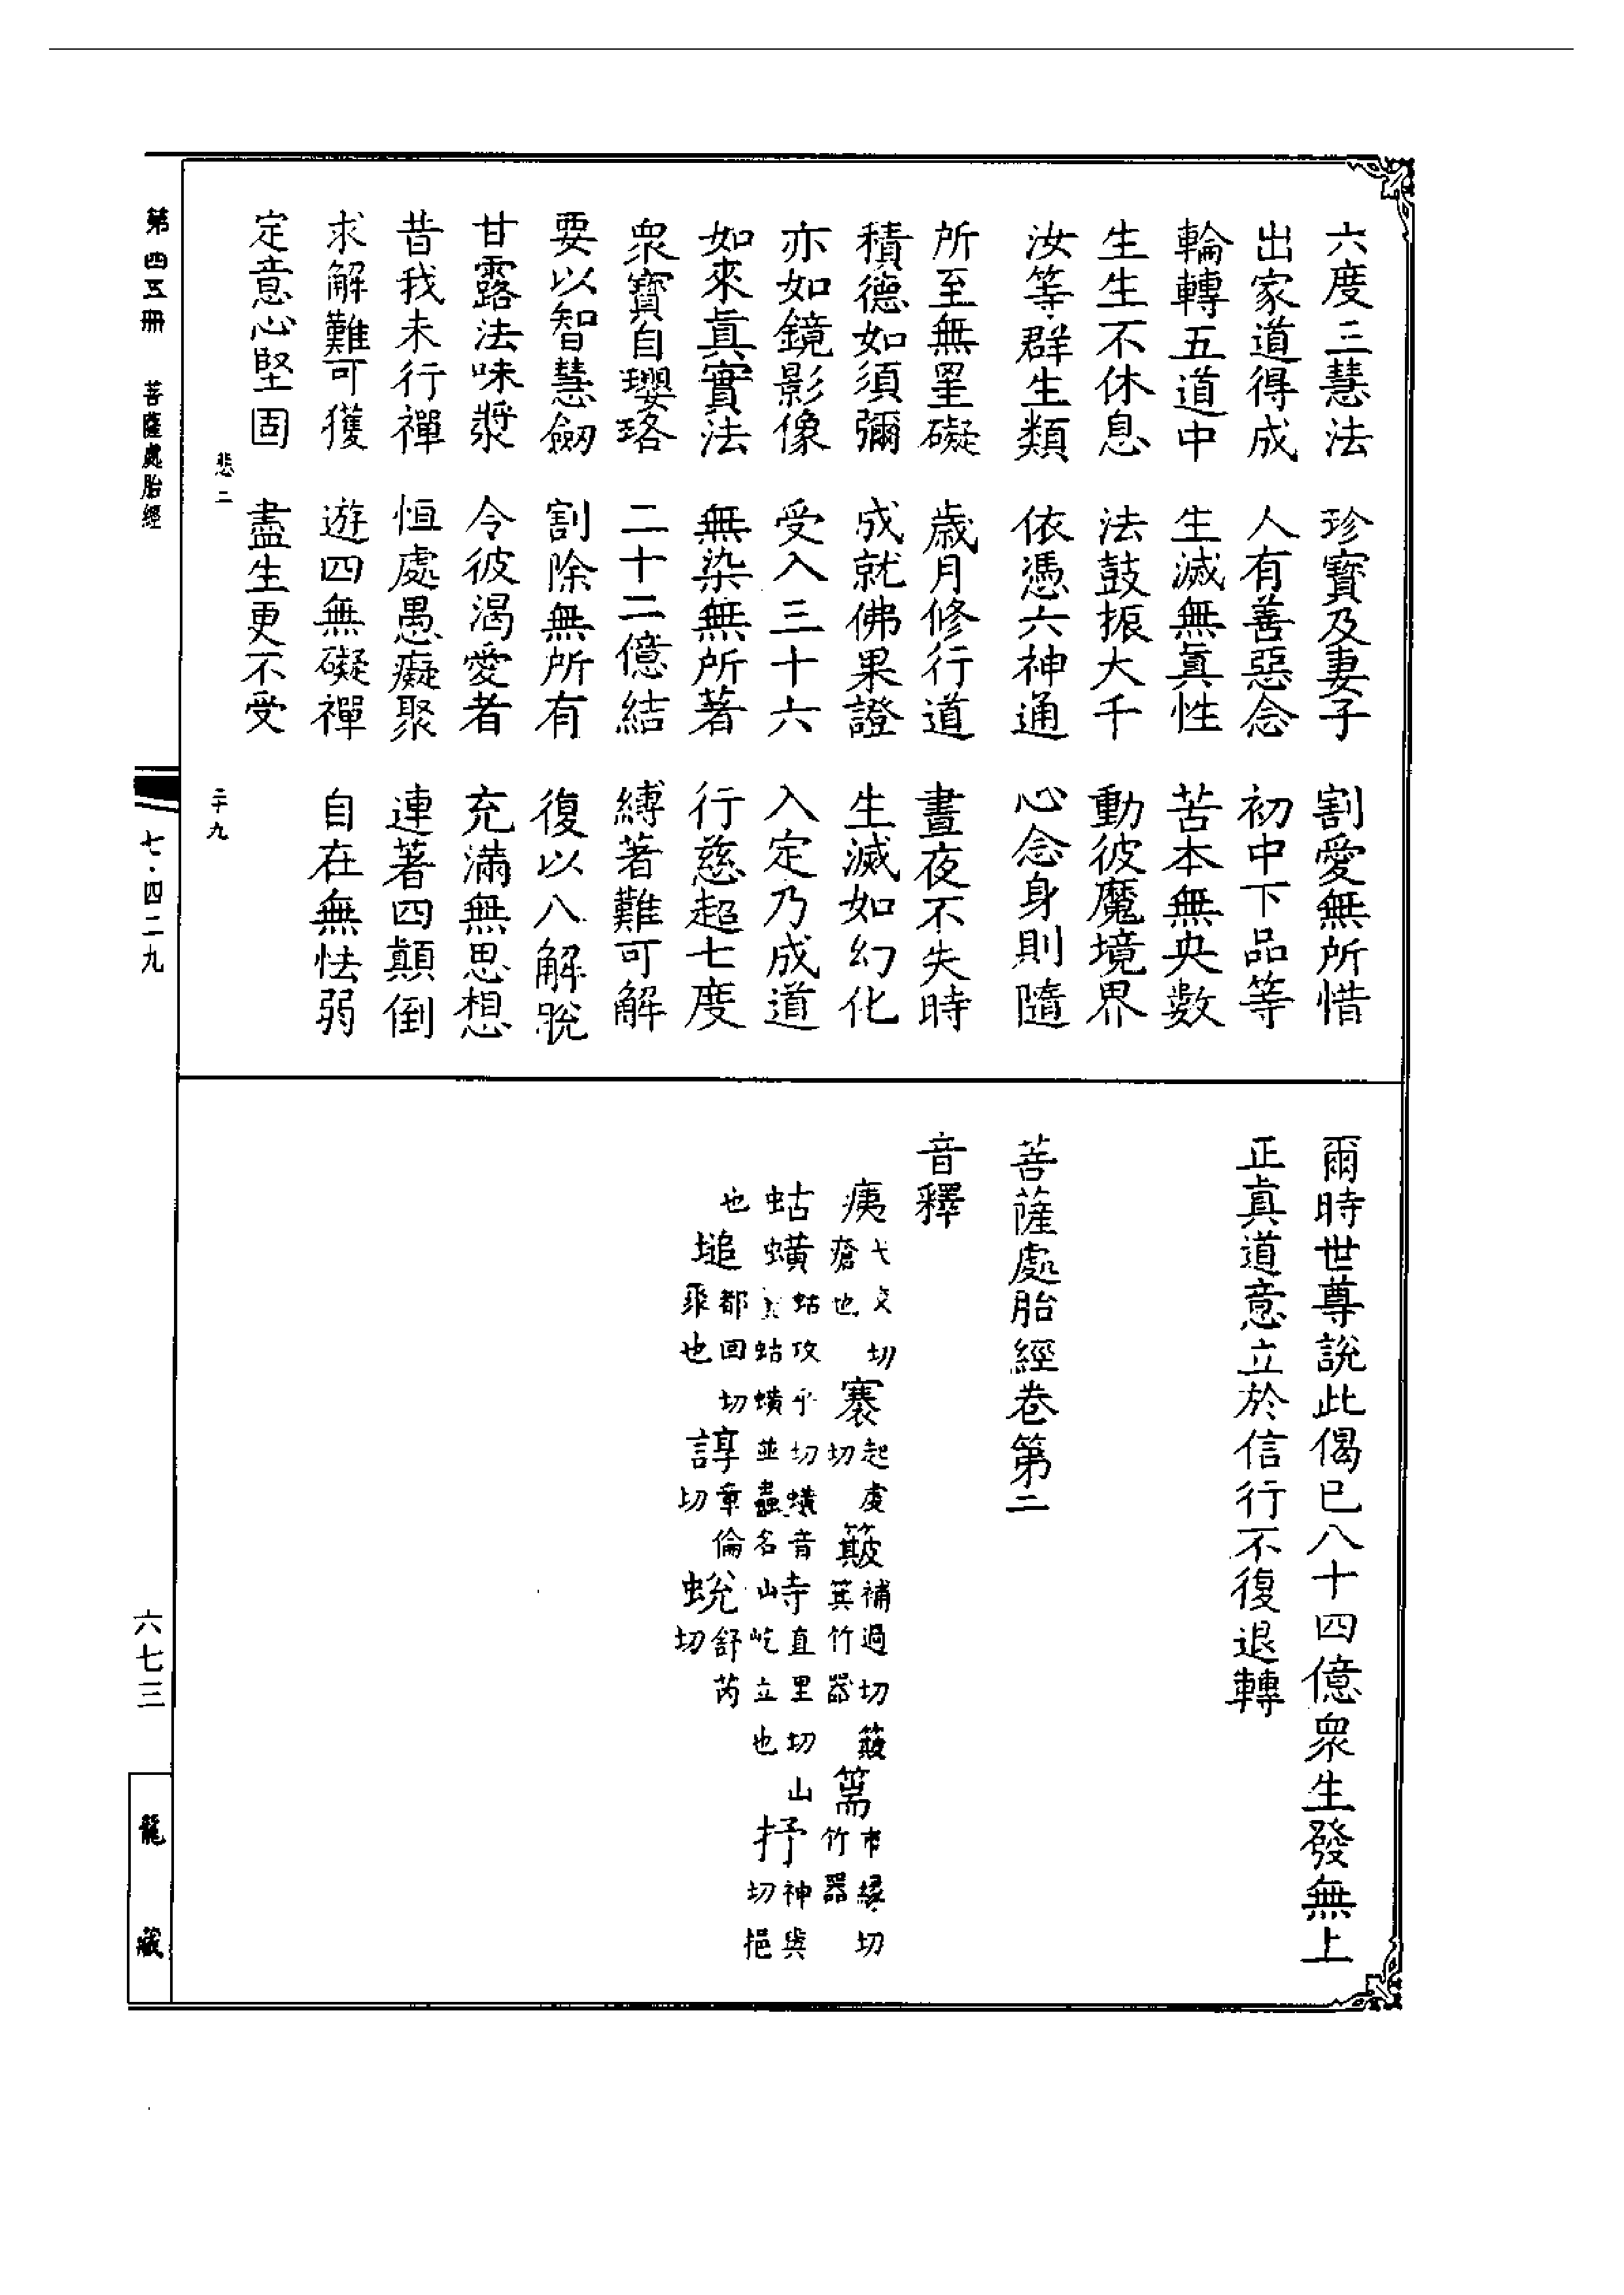 六度三慧法　珍寶及妻子　割愛無所惜
出家道得成　人有善惡念　初中下品等
輪轉五道中　生滅無眞性　苦本無央數
生生不休息　法鼓振大千　動彼魔境界
汝等群生類　依憑六神通　心念身則隨
所至無罣礙　歲月修行道　晝夜不失時
積德如須彌　成就佛果證　生滅如幻化
亦如鏡影像　受入三十六　入定乃成道
如來眞實法　無染無所著　行慈超七度
衆寶自瓔珞　二十二億結　縛著難可解
要以智慧劒　割除無所有　復以八解脫
甘露法味漿　令彼渴愛者　充滿無思想
昔我未行禪　恒處愚癡聚　連著四顚倒
求解難可獲　遊四無礙禪　自在無怯弱
定意心堅固　盡生更不受
悲二　二十九
爾時世尊說此偈已八十四億衆生發無上
正真道意立於信行不復退轉
菩薩處胎經卷第二
音釋
痍　切瘡也　褰　起虔切　簸　補過切簸箕竹器　篅　市緣切竹器
蛣蟥　蛣攻乎切蟥音　蛣蟥並蟲名　峙　直里切山山屹立也　抒　神與切挹
也　塠　都回切聚也　諄　章倫切　蛻　舒芮切
第四五冊　菩薩處胎經　七·四二九　六七三　龍藏